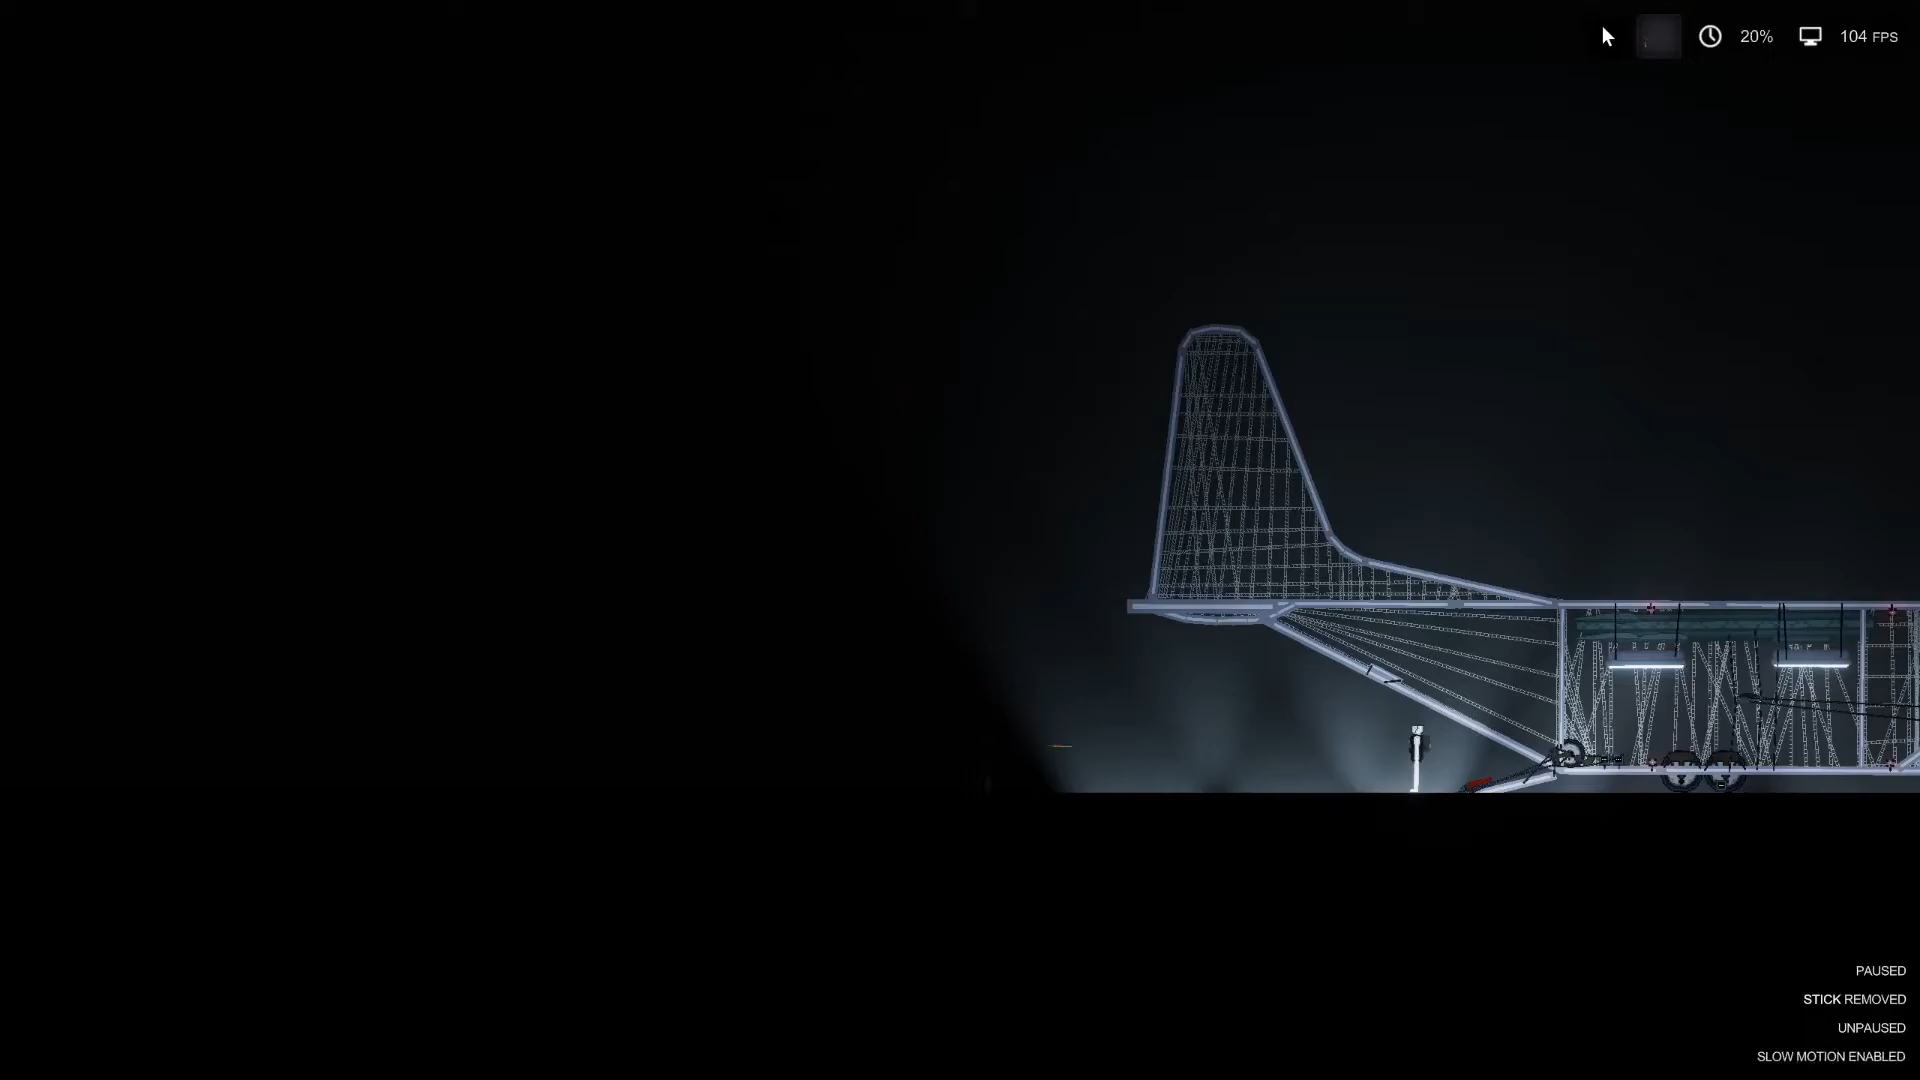 20%
104 FPS
PAUSED
STICK REMOVED
UNPAUSED
SLOW MOTION ENABLED